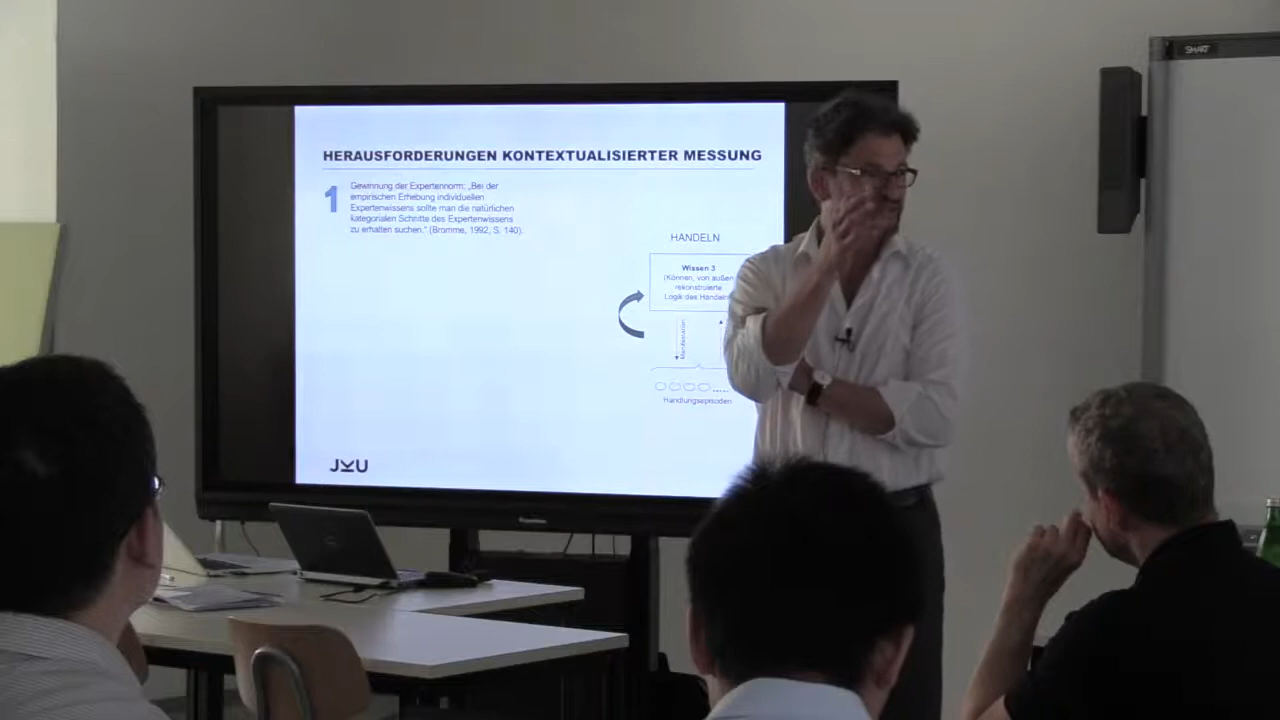 SMART
HERAUSFORDERUNGEN KONTEXTUALISIERTER MESSUNG
1
Gewinnung der Expertennorm: „Bei der
empirischen Erhebung individuellen
Expertenwissens sollte man die natürlichen
kategorialen Schritte des Expertenwissens
zu erhalten suchen." (Bromme, 1992, S. 140).
HANDELN
Wissen 3
(Können, von außen
rekonstruierte
Logik des Handelns
Manifestation
.....
Handlungsepisoden
JKU